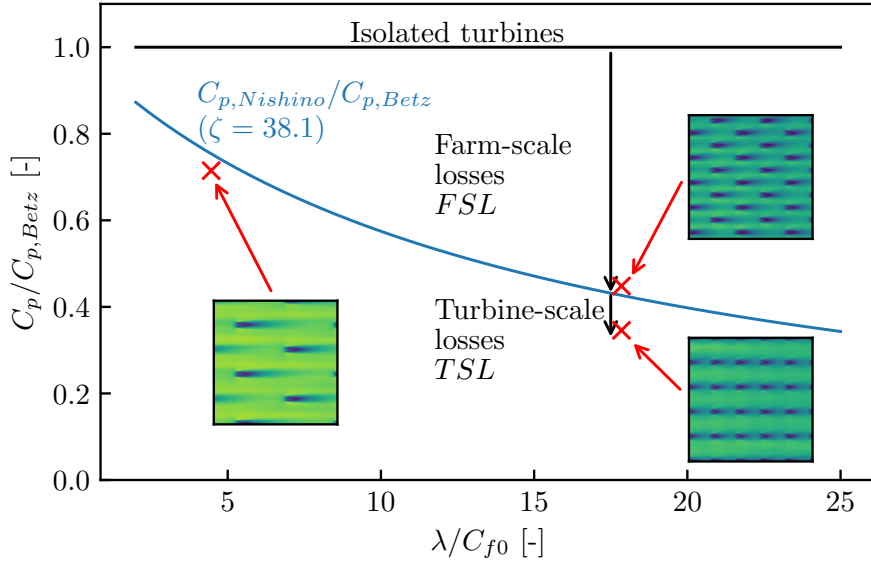 Isolated turbines
C_{p,Nishino}/C_{p,Betz}
(ζ = 38.1)
Farm-scale
losses
FSL
Turbine-scale
losses
TSL
C_p/C_{p,Betz} [-]
1.0
0.8
0.6
0.4
0.2
0.0
5
10
15
20
25
λ/C_{f0} [-]